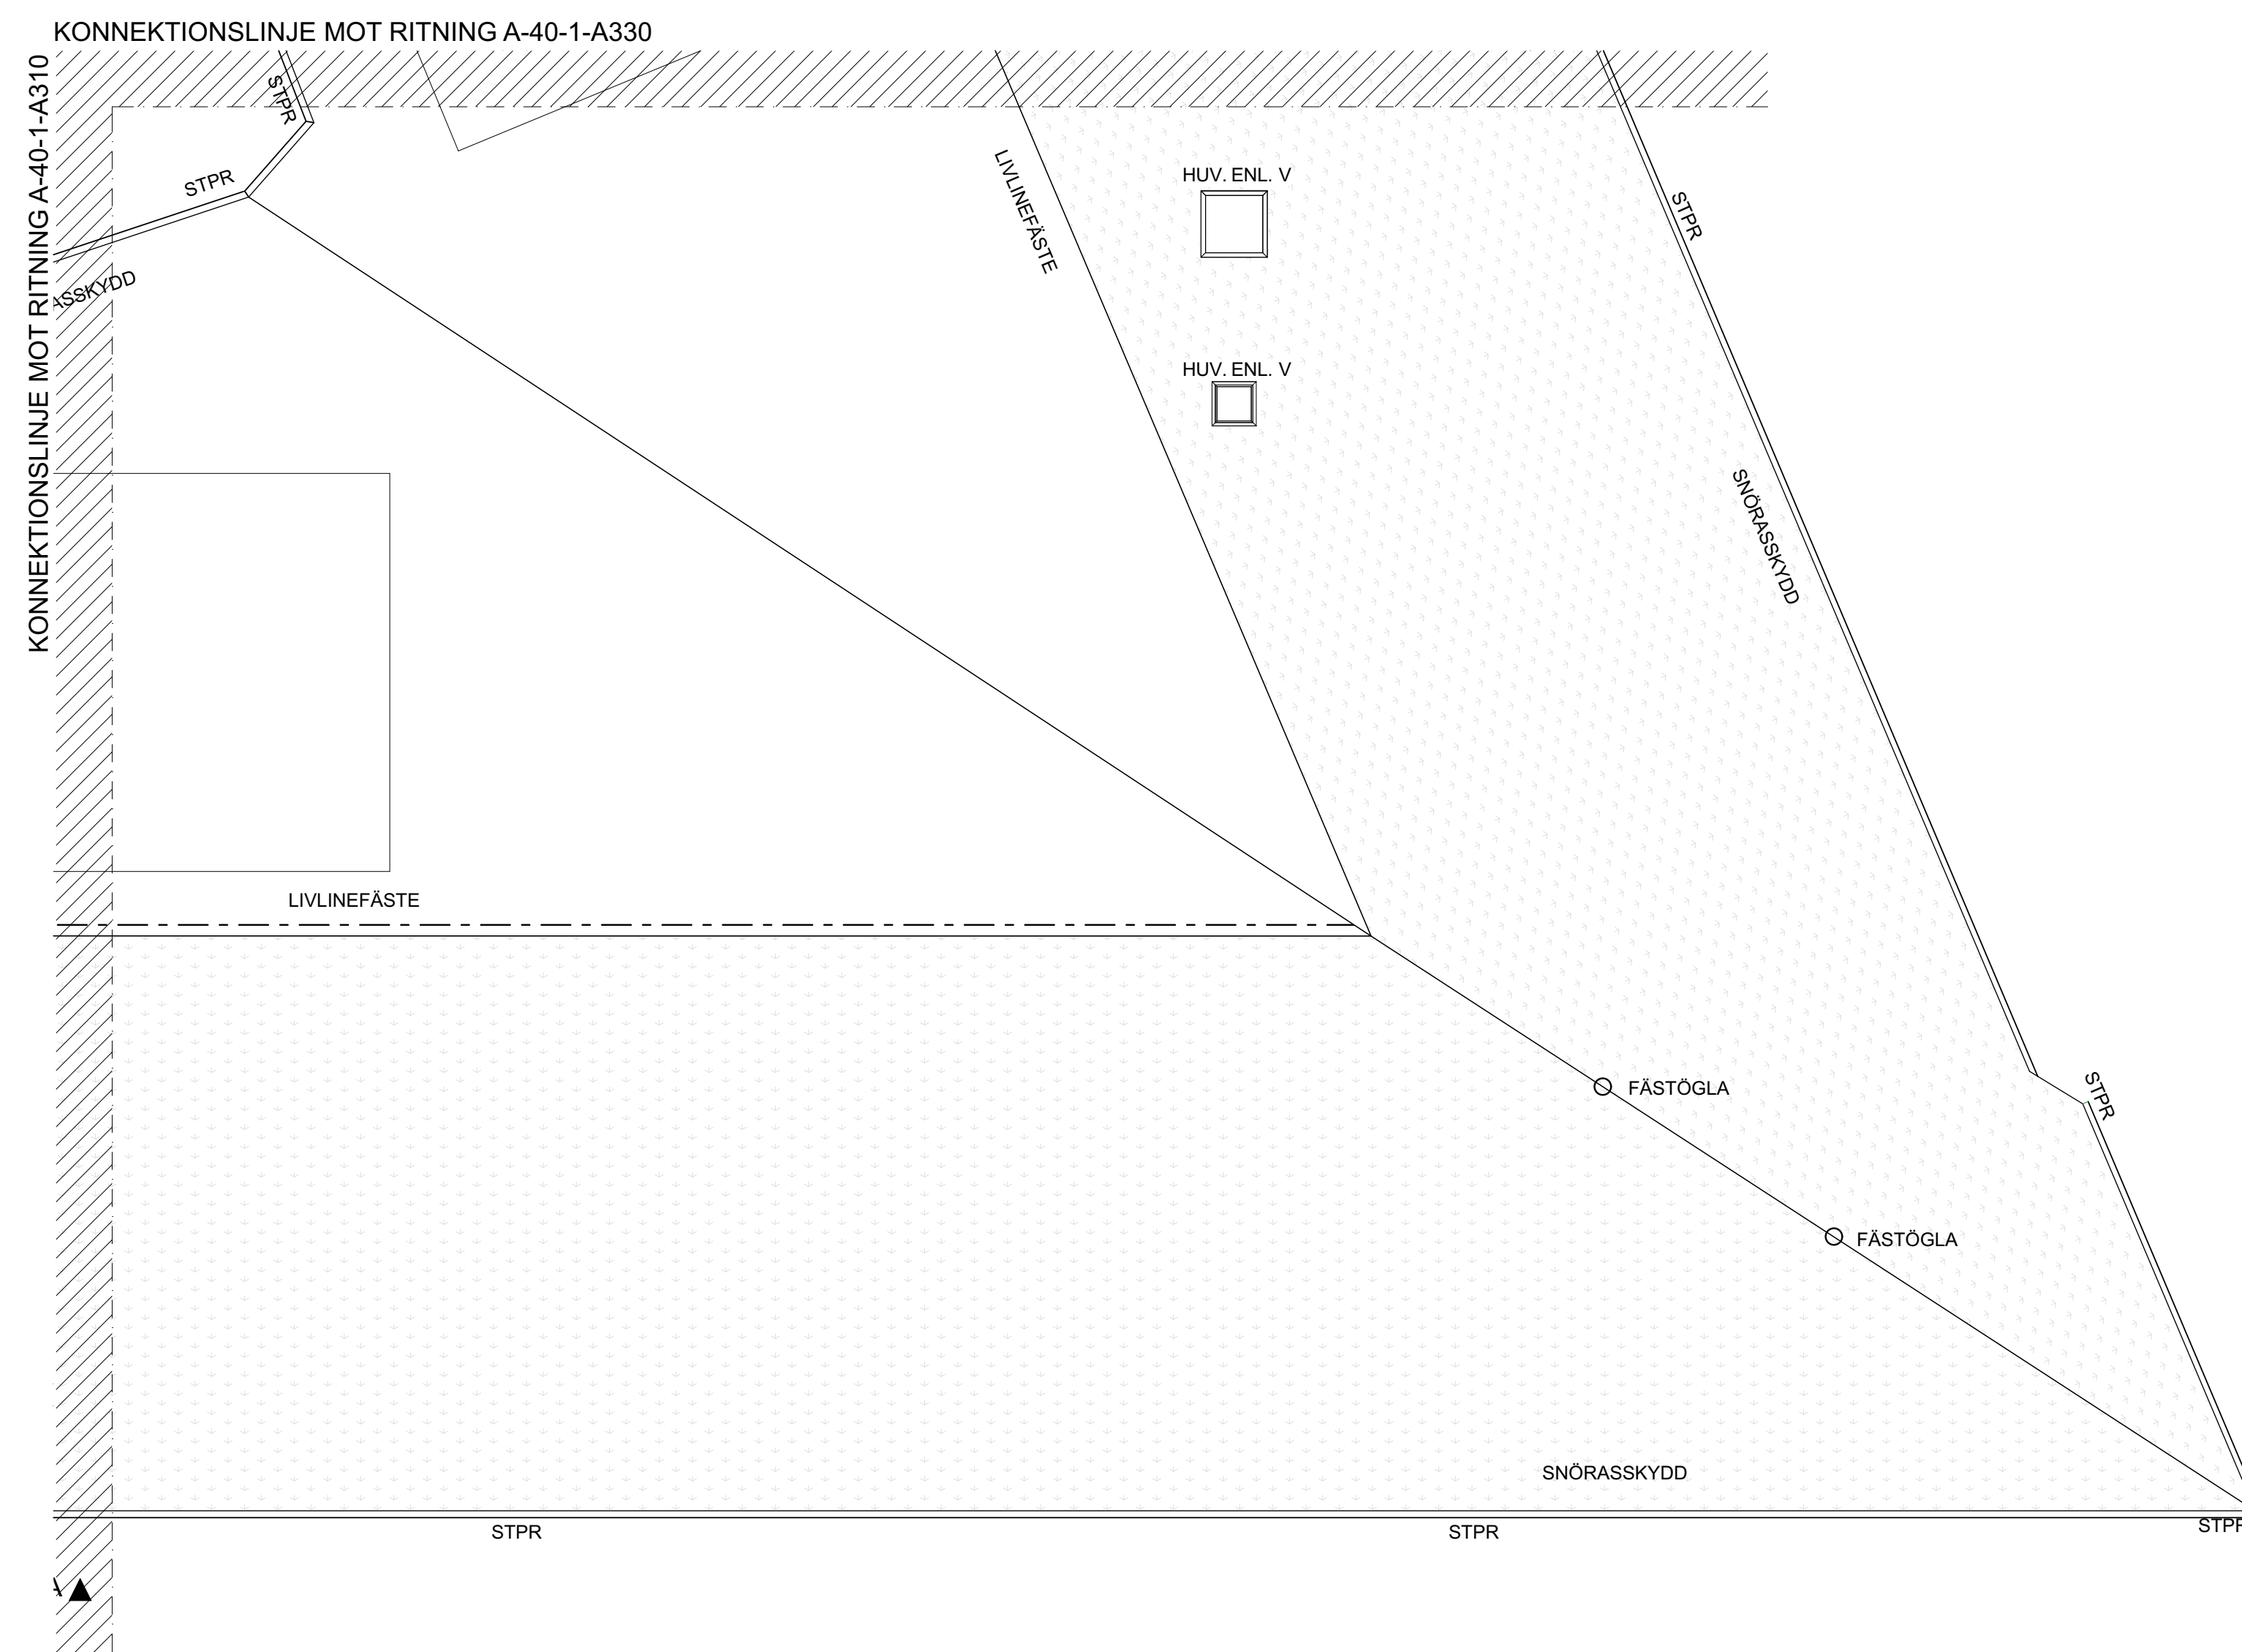 KONNEKTIONSLINJE MOT RITNING A-40-1-A330
KONNEKTIONSLINJE MOT RITNING A-40-1-A310
STPR
STPR
ASSKYDD
LIVLINEFÄSTE
HUV. ENL. V
STPR
HUV. ENL. V
SNÖRASSKYDD
LIVLINEFÄSTE
FÄSTÖGLA
STPR
FÄSTÖGLA
SNÖRASSKYDD
STPR
STPR
STPR
A